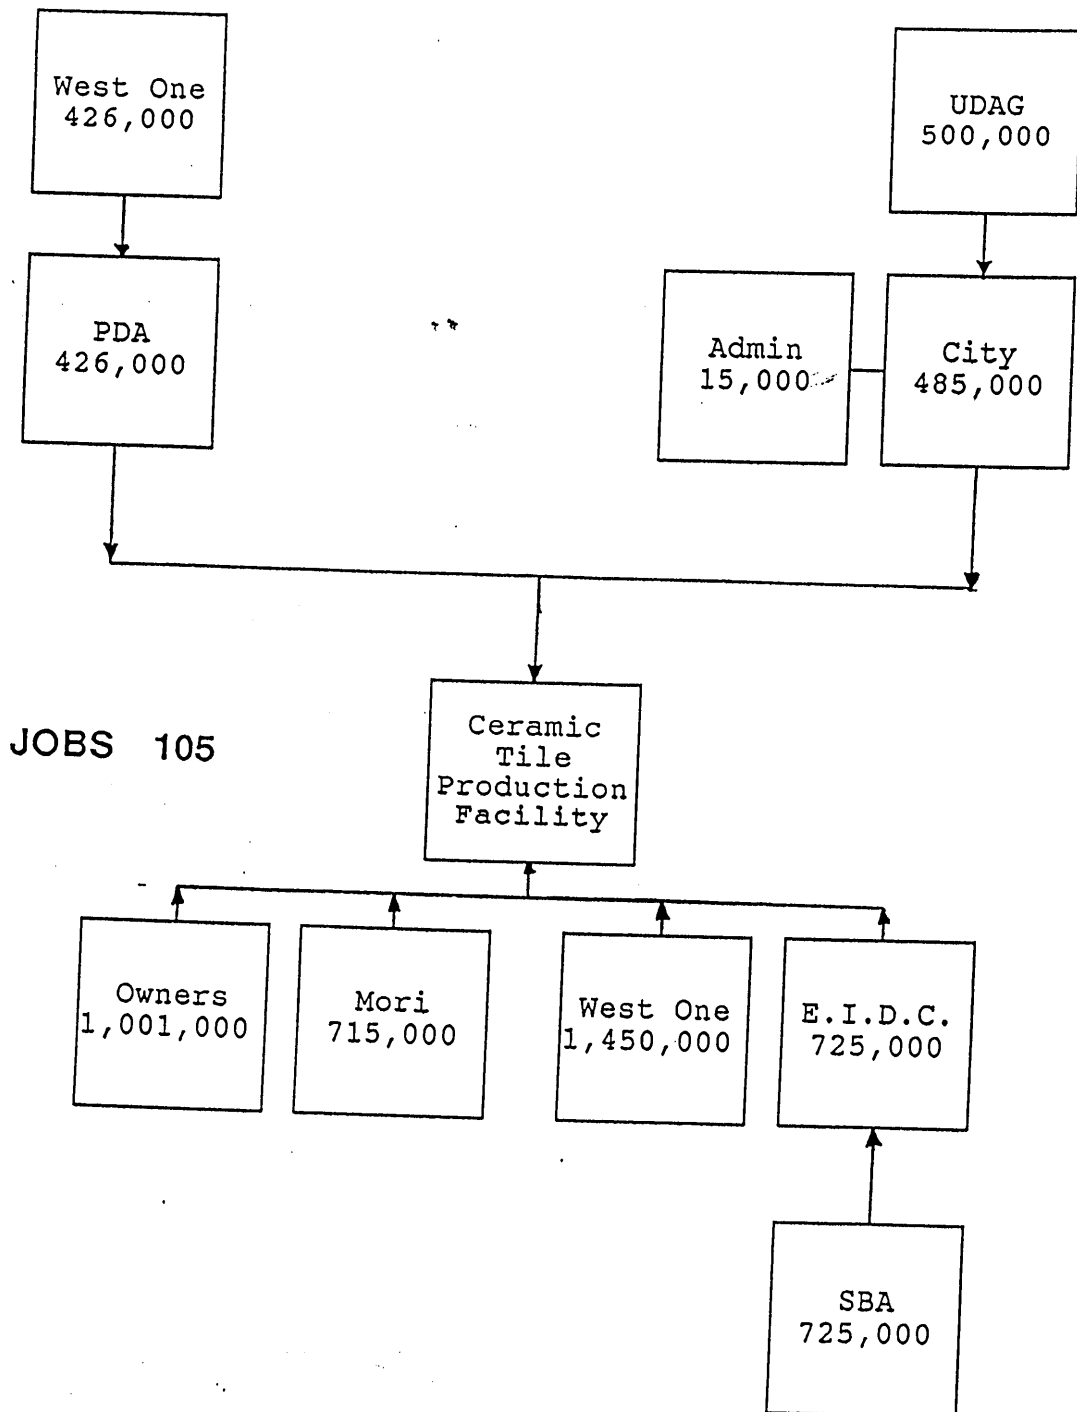 West One
426,000
UDAG
500,000
PDA
426,000
Admin
15,000
City
485,000
JOBS 105
Ceramic
Tile
Production
Facility
Owners
1,001,000
Mori
715,000
West One
1,450,000
E.I.D.C.
725,000
SBA
725,000